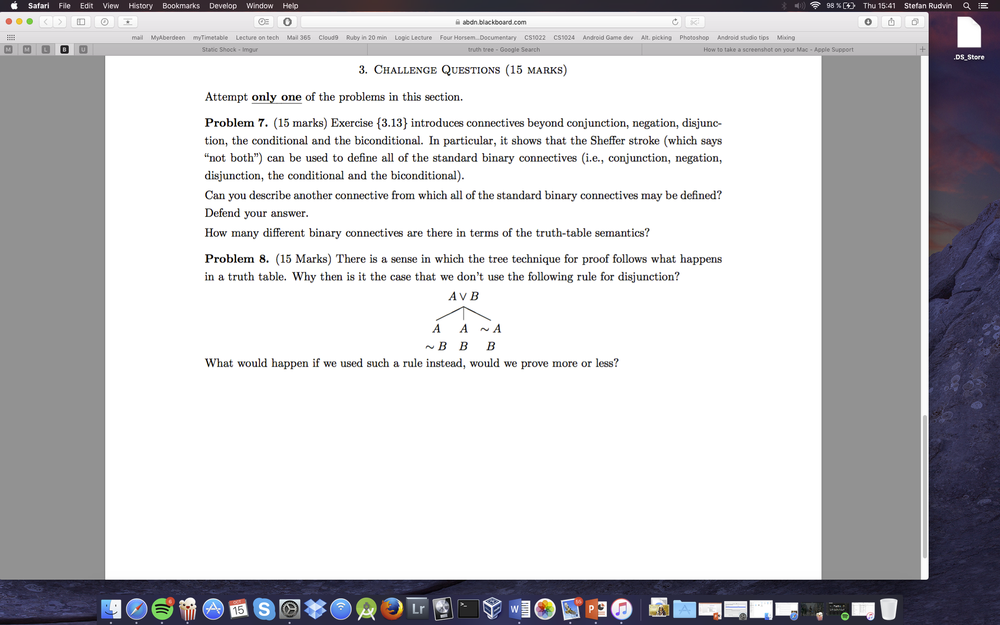 Safari File Edit View History Bookmarks Develop Window Help 98 % Thu 15:41 Stefan Rudvin
abdn.blackboard.com
mail MyAberdeen myTimetable Lecture on tech Mail 365 Cloud9 Ruby in 20 min Logic Lecture Four Horsem...Documentary CS1022 CS1024 Android Game dev Alt. picking Photoshop Android studio tips Mixing
M M L B U Static Shock - Imgur truth tree - Google Search How to take a screenshot on your Mac - Apple Support
.DS_Store
3. CHALLENGE QUESTIONS (15 MARKS)
Attempt only one of the problems in this section.
Problem 7. (15 marks) Exercise {3.13} introduces connectives beyond conjunction, negation, disjunc-
tion, the conditional and the biconditional. In particular, it shows that the Sheffer stroke (which says
“not both”) can be used to define all of the standard binary connectives (i.e., conjunction, negation,
disjunction, the conditional and the biconditional).
Can you describe another connective from which all of the standard binary connectives may be defined?
Defend your answer.
How many different binary connectives are there in terms of the truth-table semantics?
Problem 8. (15 Marks) There is a sense in which the tree technique for proof follows what happens
in a truth table. Why then is it the case that we don’t use the following rule for disjunction?
A ∨ B
A A ∼ A
∼ B B B
What would happen if we used such a rule instead, would we prove more or less?
6 OCT 15 S Lr >_ W 55 P